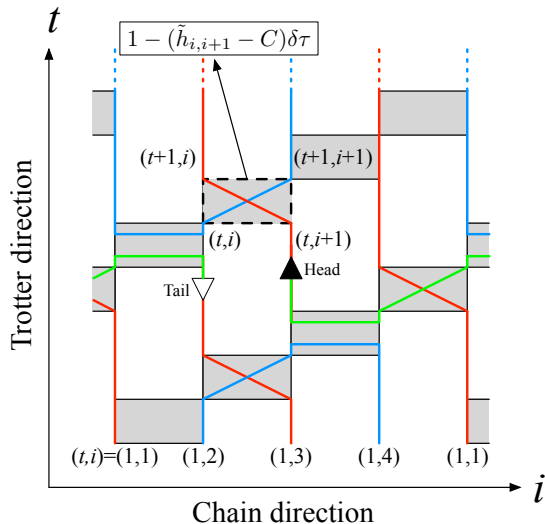 t
1 − (h̃_{i,i+1} − C)δτ
(t+1,i)
(t+1,i+1)
(t,i)
(t,i+1)
Tail
Head
Trotter direction
(t,i)=(1,1)
(1,2)
(1,3)
(1,4)
(1,1)
i
Chain direction